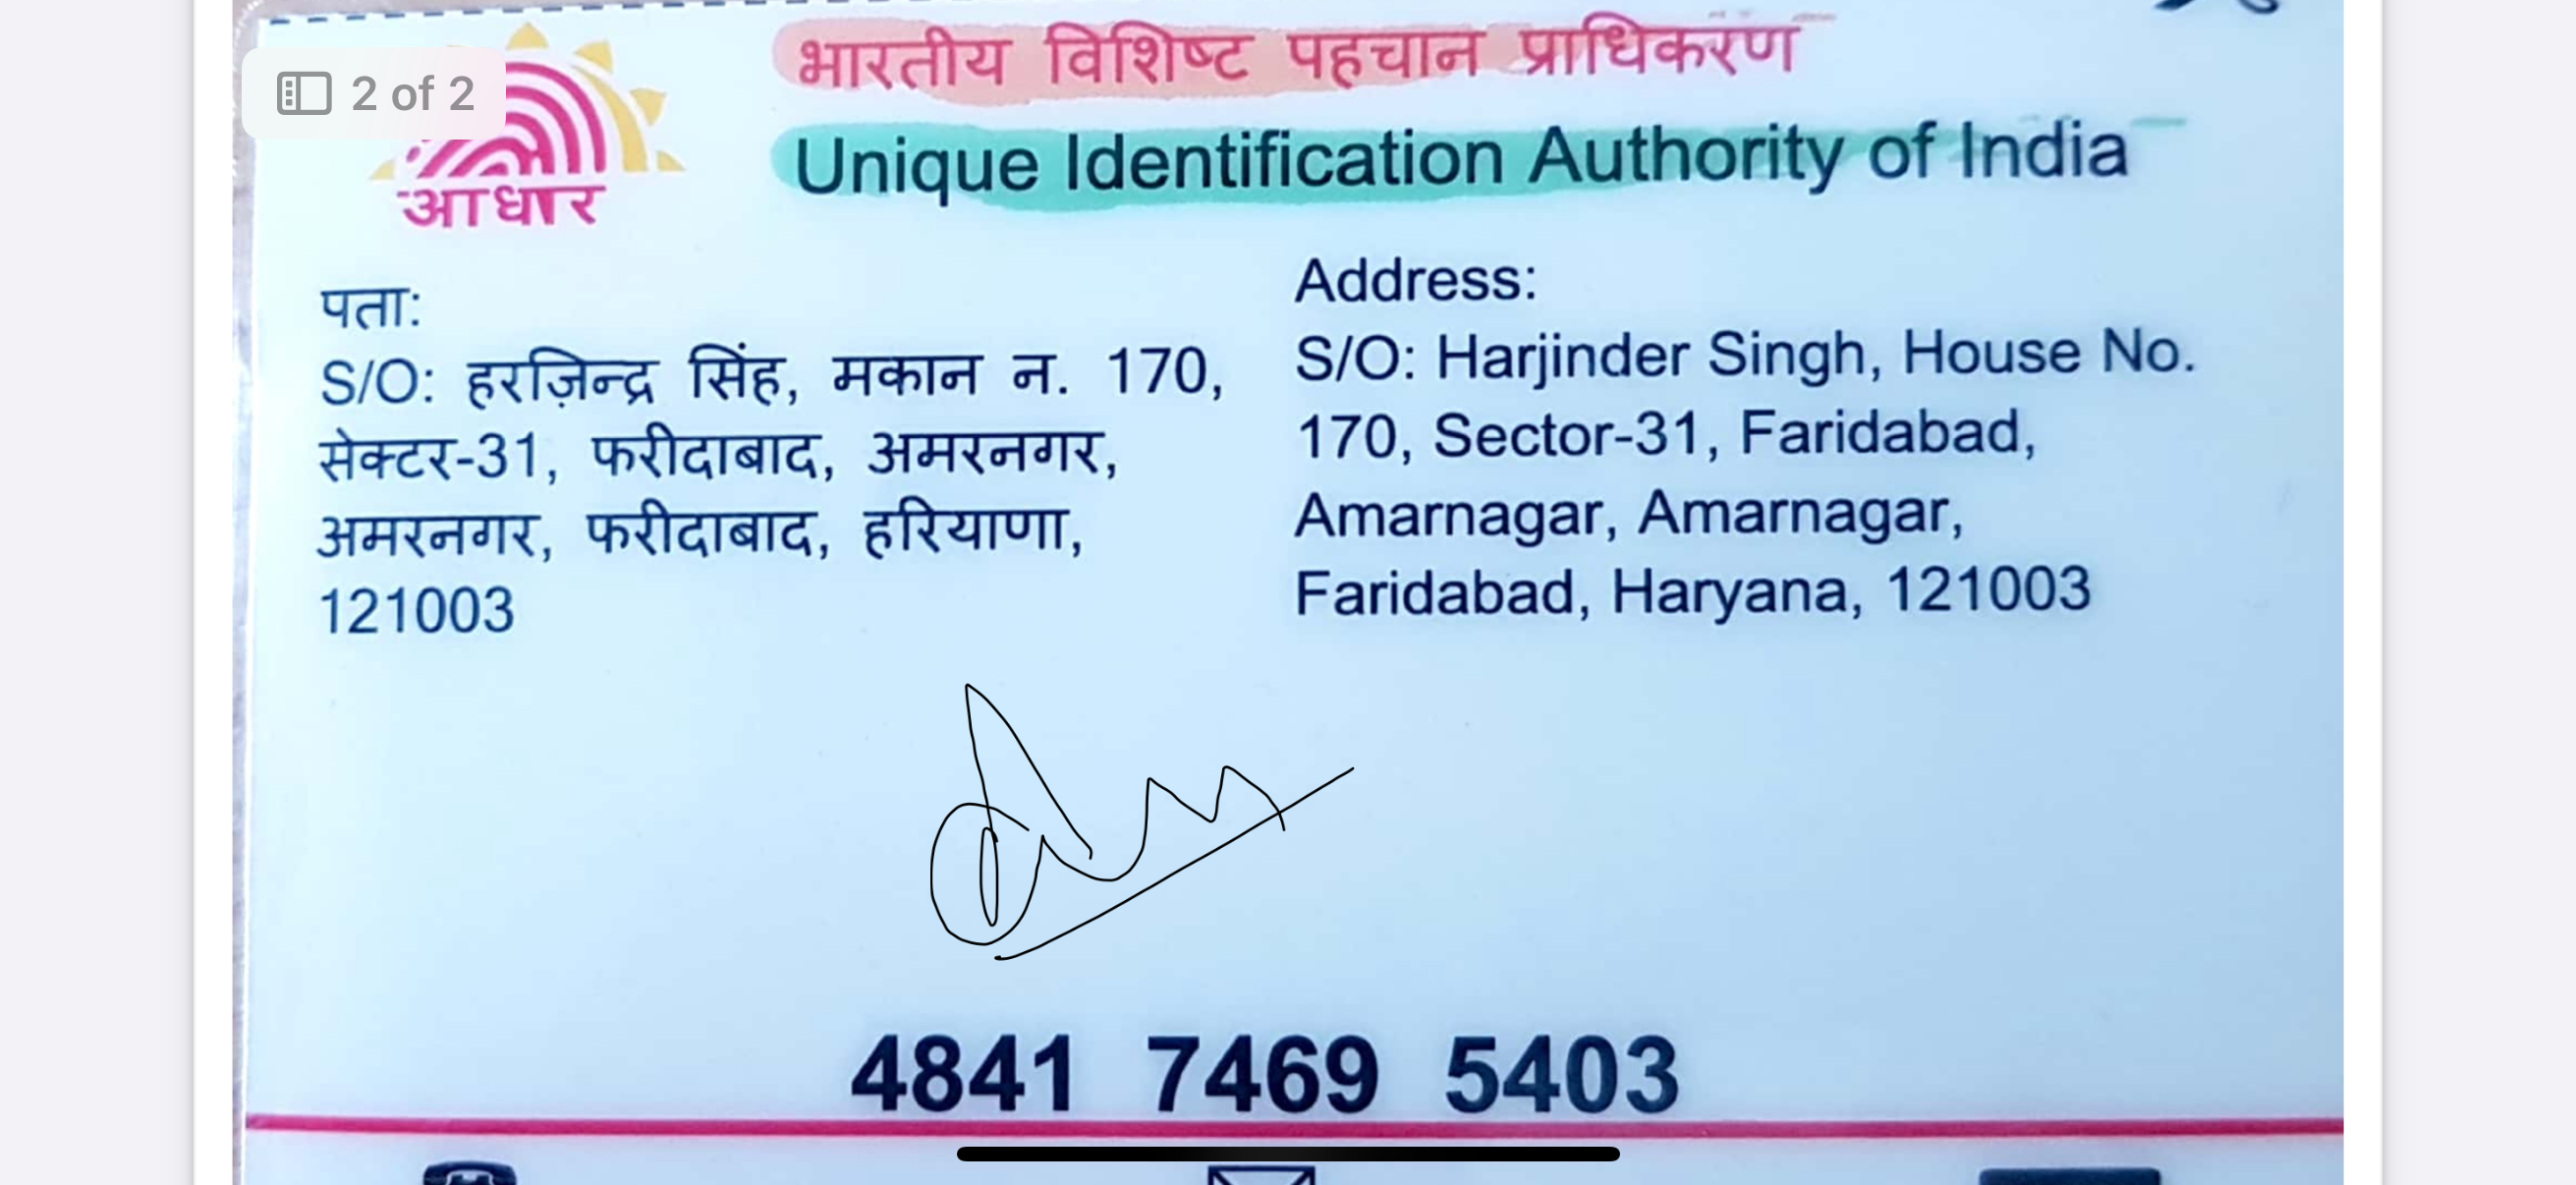 2 of 2
आधार
भारतीय विशिष्ट पहचान प्राधिकरण
Unique Identification Authority of India
पता:
S/O: हरज़िन्द्र सिंह, मकान न. 170,
सेक्टर-31, फरीदाबाद, अमरनगर,
अमरनगर, फरीदाबाद, हरियाणा,
121003
Address:
S/O: Harjinder Singh, House No.
170, Sector-31, Faridabad,
Amarnagar, Amarnagar,
Faridabad, Haryana, 121003
4841 7469 5403